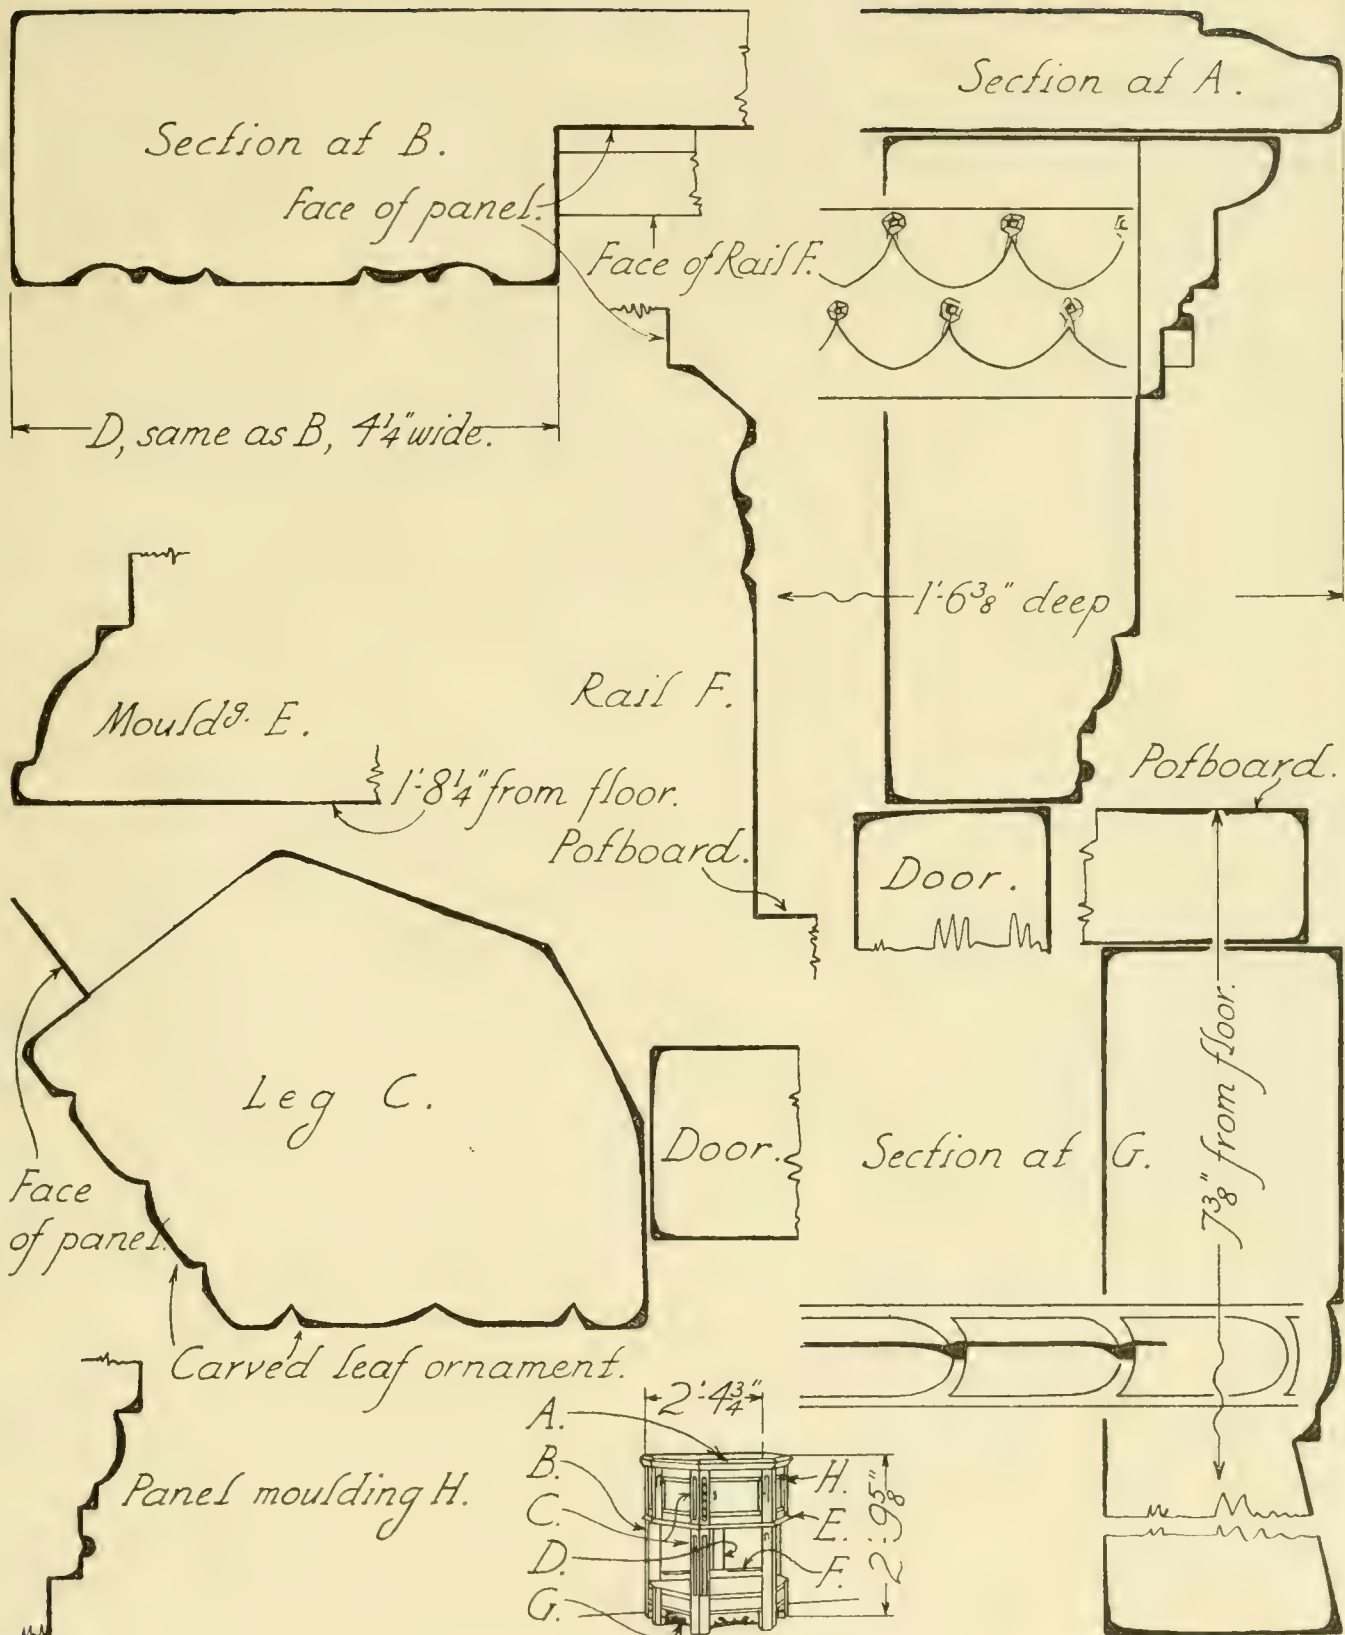 Section at B.
Face of panel.
Face of Rail F.
D, same as B, 4¼" wide.
Section at A.
1'-6⅜" deep
Rail F.
Mould^g. E.
1'-8¼" from floor.
Potboard.
Potboard.
Door.
7⅜" from floor.
Leg C.
Door.
Section at G.
Face
of panel.
Carved leaf ornament.
Panel moulding H.
2'-4¾"
A.
B.
C.
D.
G.
H.
E.
F.
2'-9⅝"